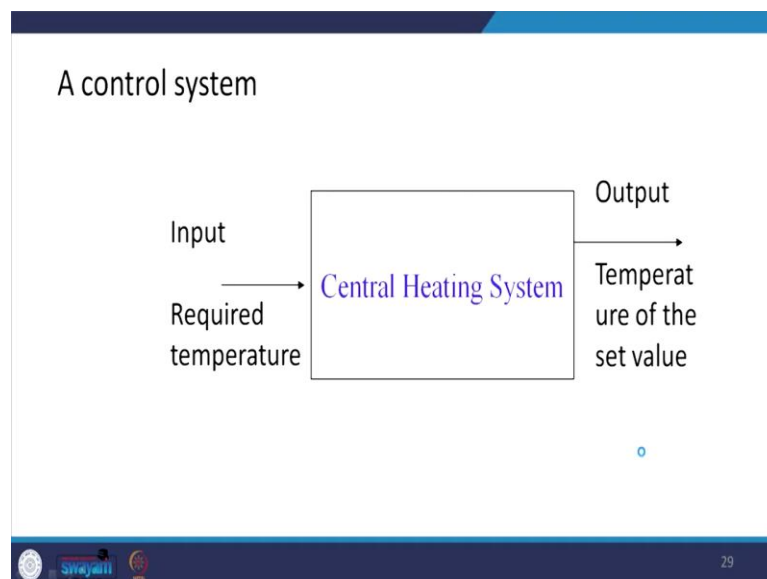 A control system
Input
Required
temperature
Central Heating System
Output
Temperat
ure of the
set value
swayam
29